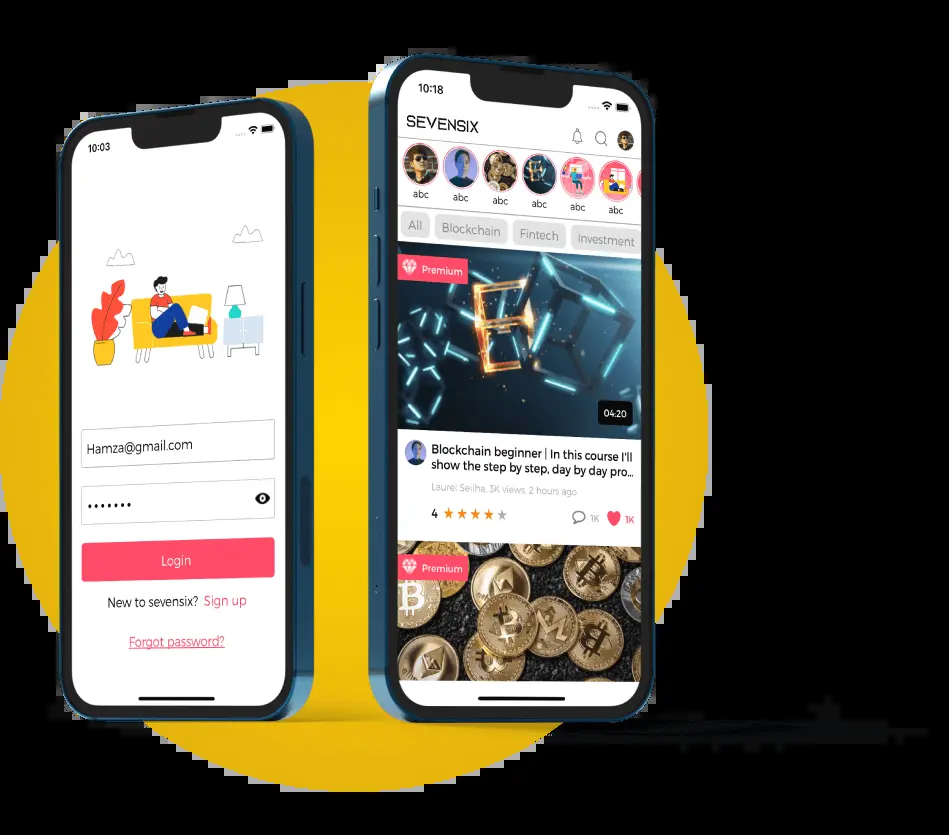 10:03
Hamza@gmail.com
•••••••
Login
New to sevensix? Sign up
Forgot password?
10:18
SEVENSIX
abc abc abc abc abc abc
All Blockchain Fintech Investment
Premium
04:20
Blockchain beginner | In this course I'll
show the step by step, day by day pro...
Laurel Seilha, 3K views, 2 hours ago
4 ★★★★★ 1K 1K
Premium